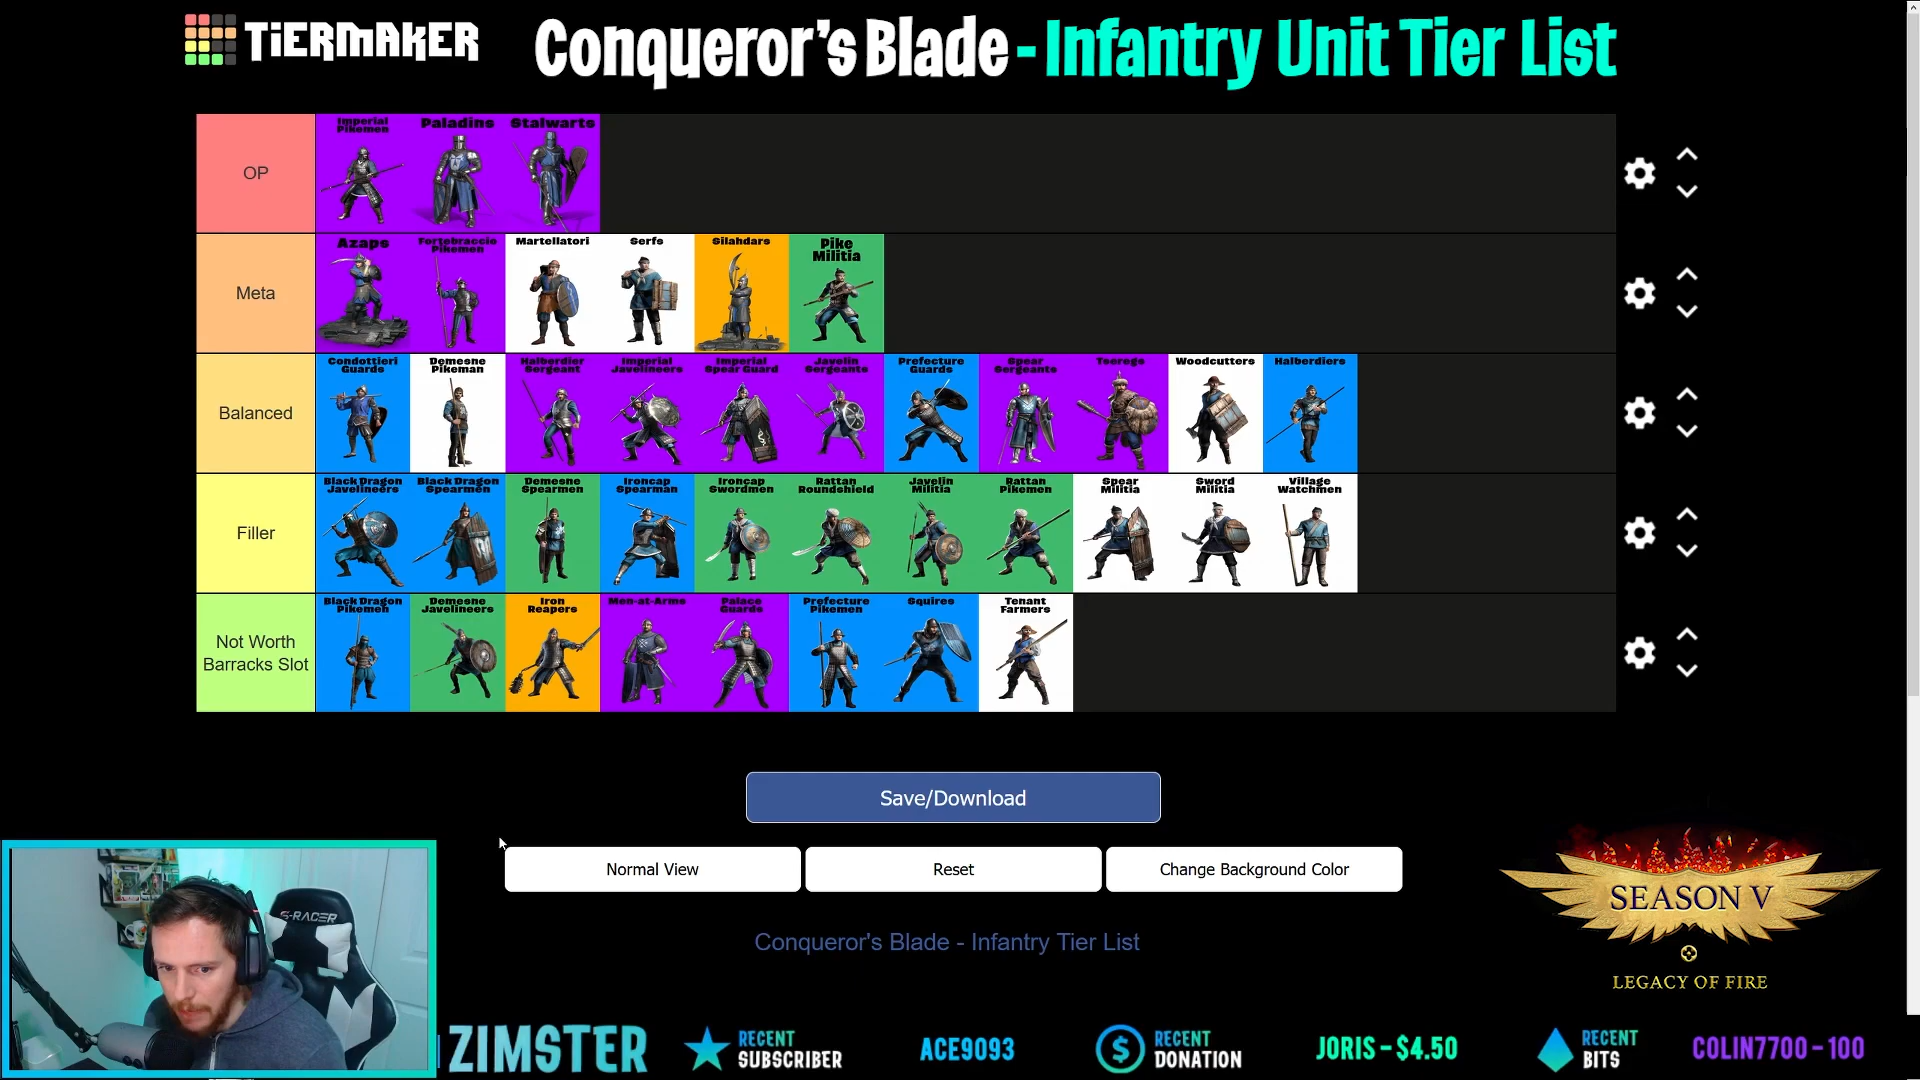 TiERMAKER
Conqueror's Blade - Infantry Unit Tier List
OP
Imperial Pikemen
Paladins
Stalwarts
Meta
Azaps
Fortebraccio Pikemen
Martellatori
Serfs
Silahdars
Pike Militia
Balanced
Condottieri Guards
Demesne Pikeman
Halberdier Sergeant
Imperial Javelineers
Imperial Spear Guard
Javelin Sergeants
Prefecture Guards
Spear Sergeants
Tseregs
Woodcutters
Halberdiers
Filler
Black Dragon Javelineers
Black Dragon Spearmen
Demesne Spearmen
Ironcap Spearman
Ironcap Swordmen
Rattan Roundshield
Javelin Militia
Rattan Pikemen
Spear Militia
Sword Militia
Village Watchmen
Not Worth
Barracks Slot
Black Dragon Pikemen
Demesne Javelineers
Iron Reapers
Men-at-Arms
Palace Guards
Prefecture Pikemen
Squires
Tenant Farmers
Save/Download
Normal View
Reset
Change Background Color
Conqueror's Blade - Infantry Tier List
SEASON V
LEGACY OF FIRE
S-RACER
ZIMSTER
RECENT
SUBSCRIBER
ACE9093
RECENT
DONATION
JORIS - $4.50
RECENT
BITS
COLIN7700 - 100